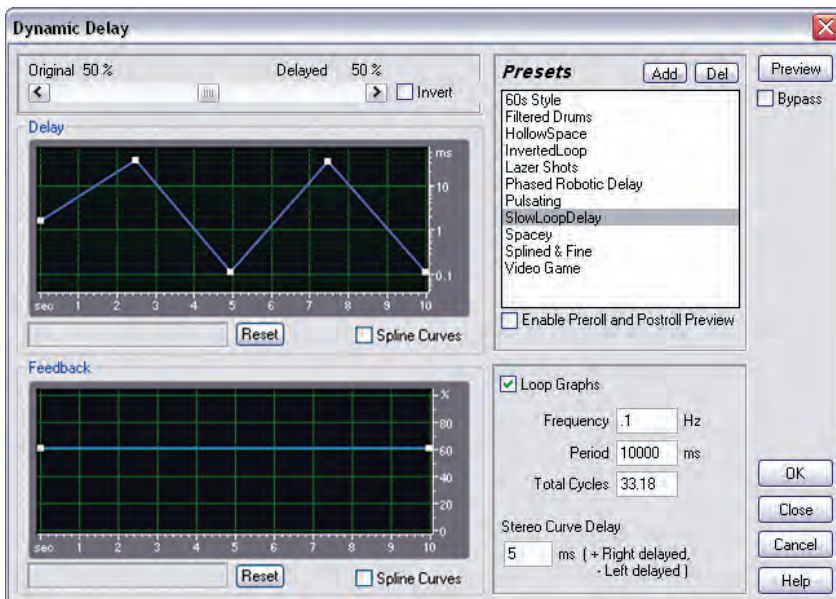 Dynamic Delay
Original 50 %
Delayed 50 %
Invert
Delay
ms
10
1
0.1
sec 1 2 3 4 5 6 7 8 9 10
Reset
Spline Curves
Feedback
%
80
60
40
20
0
sec 1 2 3 4 5 6 7 8 9 10
Reset
Spline Curves
Presets
Add
Del
60s Style
Filtered Drums
HollowSpace
InvertedLoop
Lazer Shots
Phased Robotic Delay
Pulsating
SlowLoopDelay
Spacey
Splined & Fine
Video Game
Enable Preroll and Postroll Preview
Loop Graphs
Frequency .1 Hz
Period 10000 ms
Total Cycles 33.18
Stereo Curve Delay
5 ms ( + Right delayed,
- Left delayed )
Preview
Bypass
OK
Close
Cancel
Help